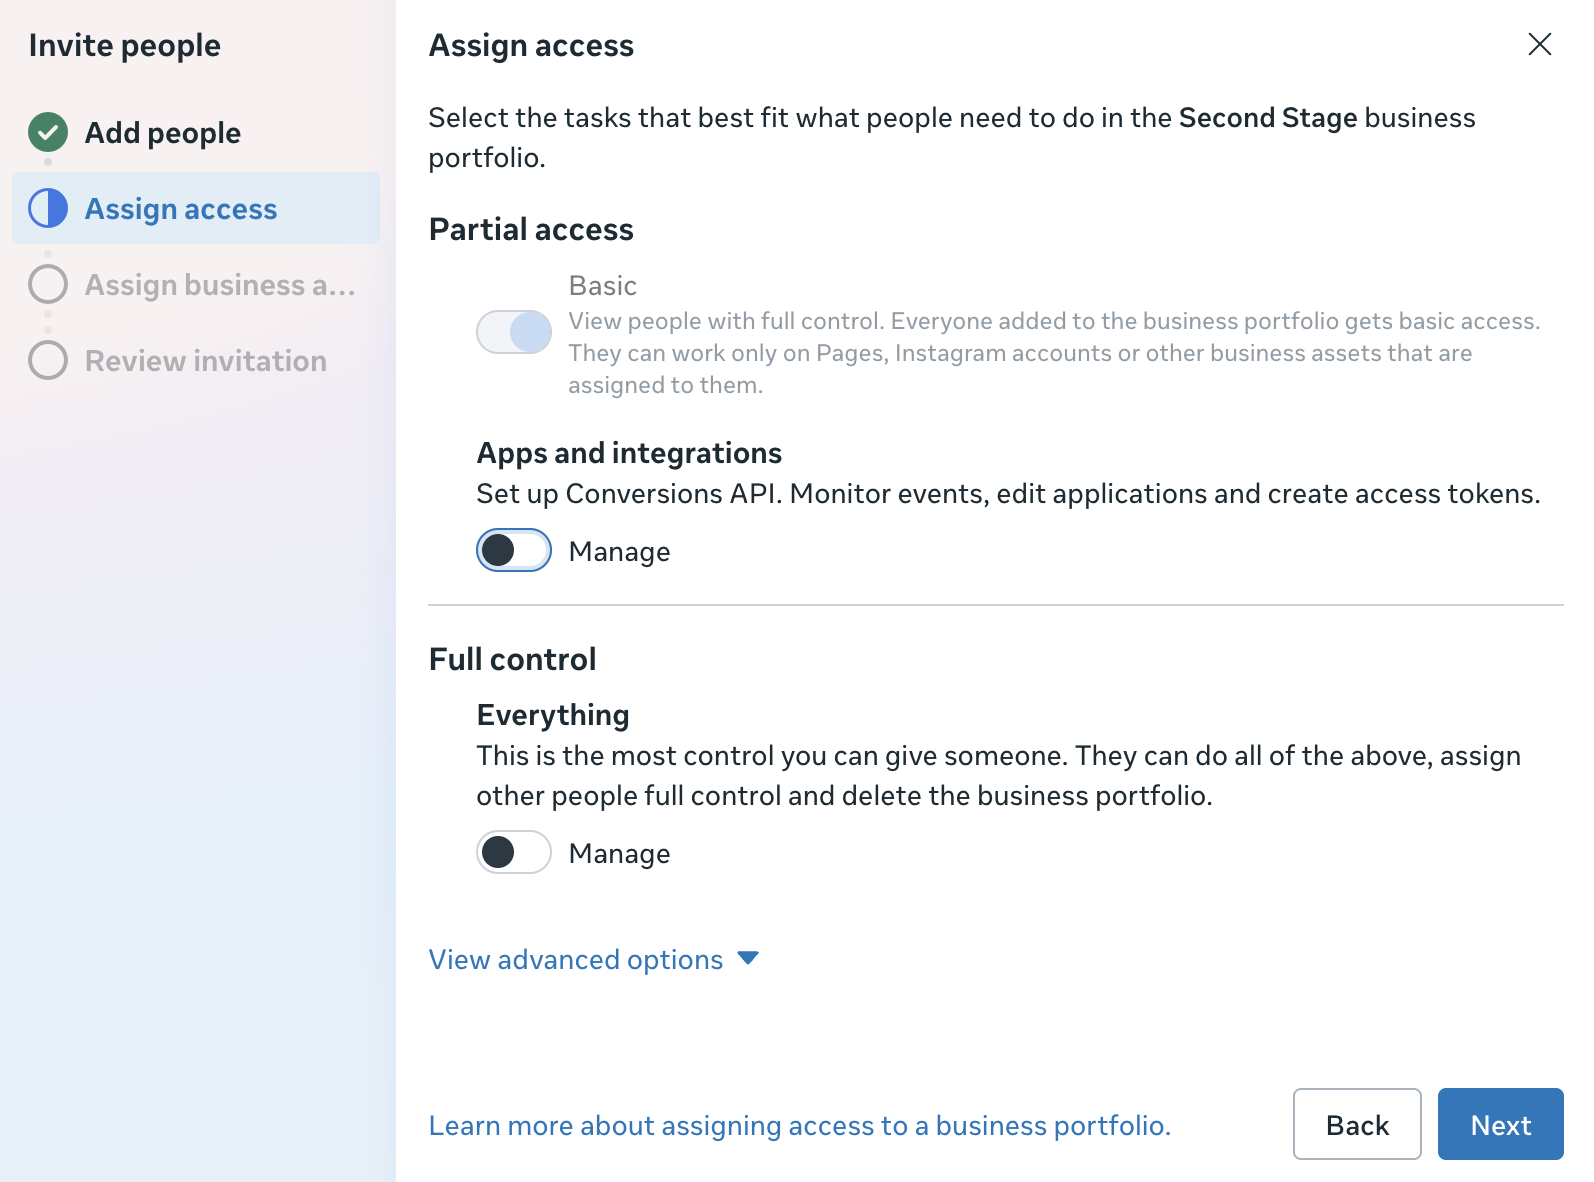 Invite people
Add people
Assign access
Assign business a...
Review invitation
Assign access
Select the tasks that best fit what people need to do in the Second Stage business
portfolio.
Partial access
Basic
View people with full control. Everyone added to the business portfolio gets basic access.
They can work only on Pages, Instagram accounts or other business assets that are
assigned to them.
Apps and integrations
Set up Conversions API. Monitor events, edit applications and create access tokens.
Manage
Full control
Everything
This is the most control you can give someone. They can do all of the above, assign
other people full control and delete the business portfolio.
Manage
View advanced options
Learn more about assigning access to a business portfolio.
Back
Next